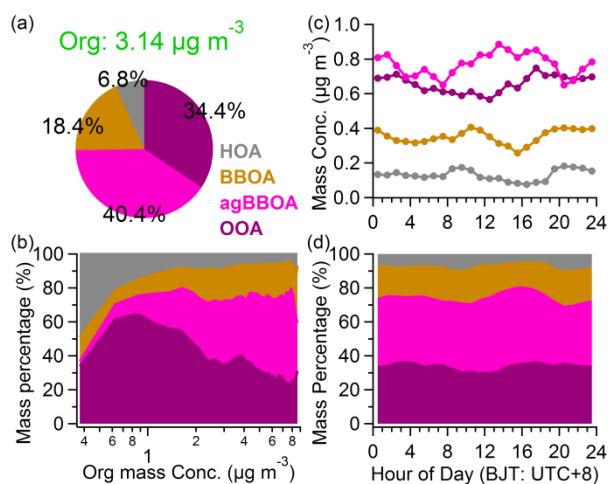 (a)
Org: 3.14 µg m-3
6.8%
34.4%
18.4%
40.4%
HOA
BBOA
agBBOA
OOA
(c)
Mass Conc. (µg m-3)
1.0
0.8
0.6
0.4
0.2
0.0
0 4 8 12 16 20 24
(b)
Mass percentage (%)
100
80
60
40
20
0
4 6 8 1 2 4 6 8
Org mass Conc. (µg m-3)
(d)
Mass Percentage (%)
100
80
60
40
20
0
0 4 8 12 16 20 24
Hour of Day (BJT: UTC+8)